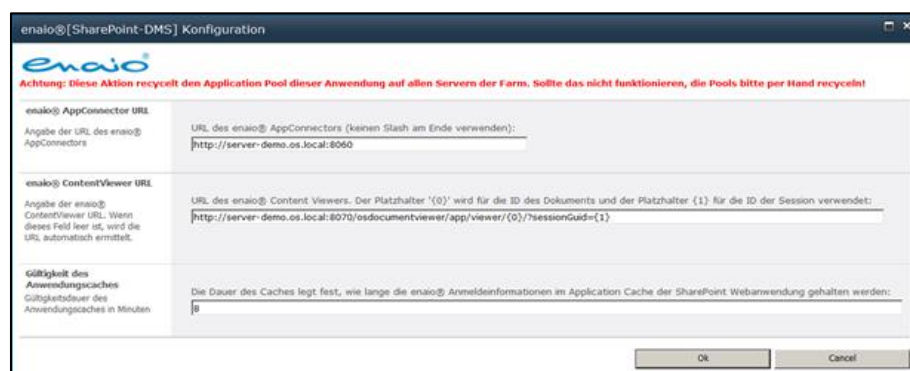 enaio®[SharePoint-DMS] Konfiguration
enaio®
Achtung: Diese Aktion recycelt den Application Pool dieser Anwendung auf allen Servern der Farm. Sollte das nicht funktionieren, die Pools bitte per Hand recyceln!
enaio® AppConnector URL
Angabe der URL des enaio®
AppConnectors
URL des enaio® AppConnectors (keinen Slash am Ende verwenden):
http://server-demo.os.local:8060
enaio® ContentViewer URL
Angabe der enaio®
ContentViewer URL. Wenn
dieses Feld leer ist, wird die
URL automatisch ermittelt.
URL des enaio® Content Viewers. Der Platzhalter '{0}' wird für die ID des Dokuments und der Platzhalter {1} für die ID der Session verwendet:
http://server-demo.os.local:8070/osdocumentviewer/app/viewer/{0}/?sessionGuid={1}
Gültigkeit des
Anwendungscaches
Gültigkeitsdauer des
Anwendungscaches in Minuten
Die Dauer des Caches legt fest, wie lange die enaio® Anmeldeinformationen im Application Cache der SharePoint Webanwendung gehalten werden:
8
Ok
Cancel